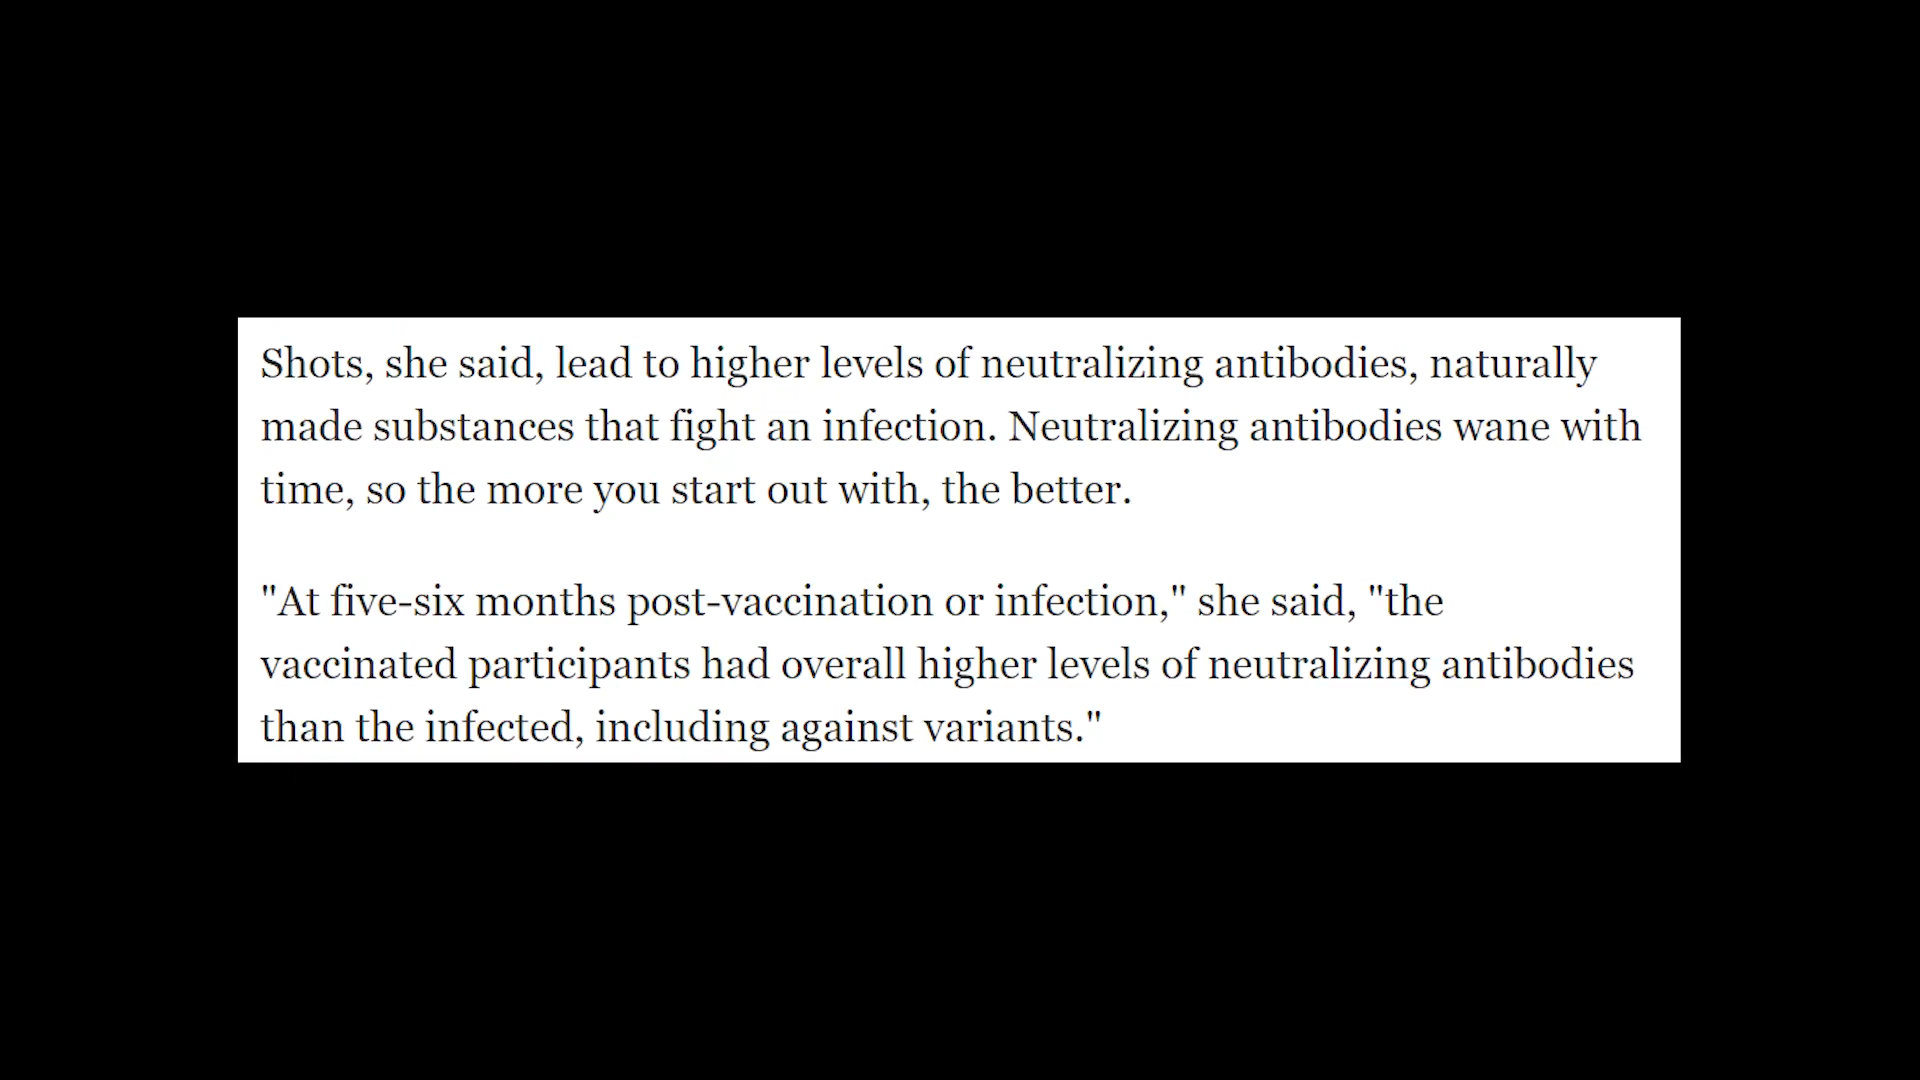 Shots, she said, lead to higher levels of neutralizing antibodies, naturally
made substances that fight an infection. Neutralizing antibodies wane with
time, so the more you start out with, the better.
"At five-six months post-vaccination or infection," she said, "the
vaccinated participants had overall higher levels of neutralizing antibodies
than the infected, including against variants."